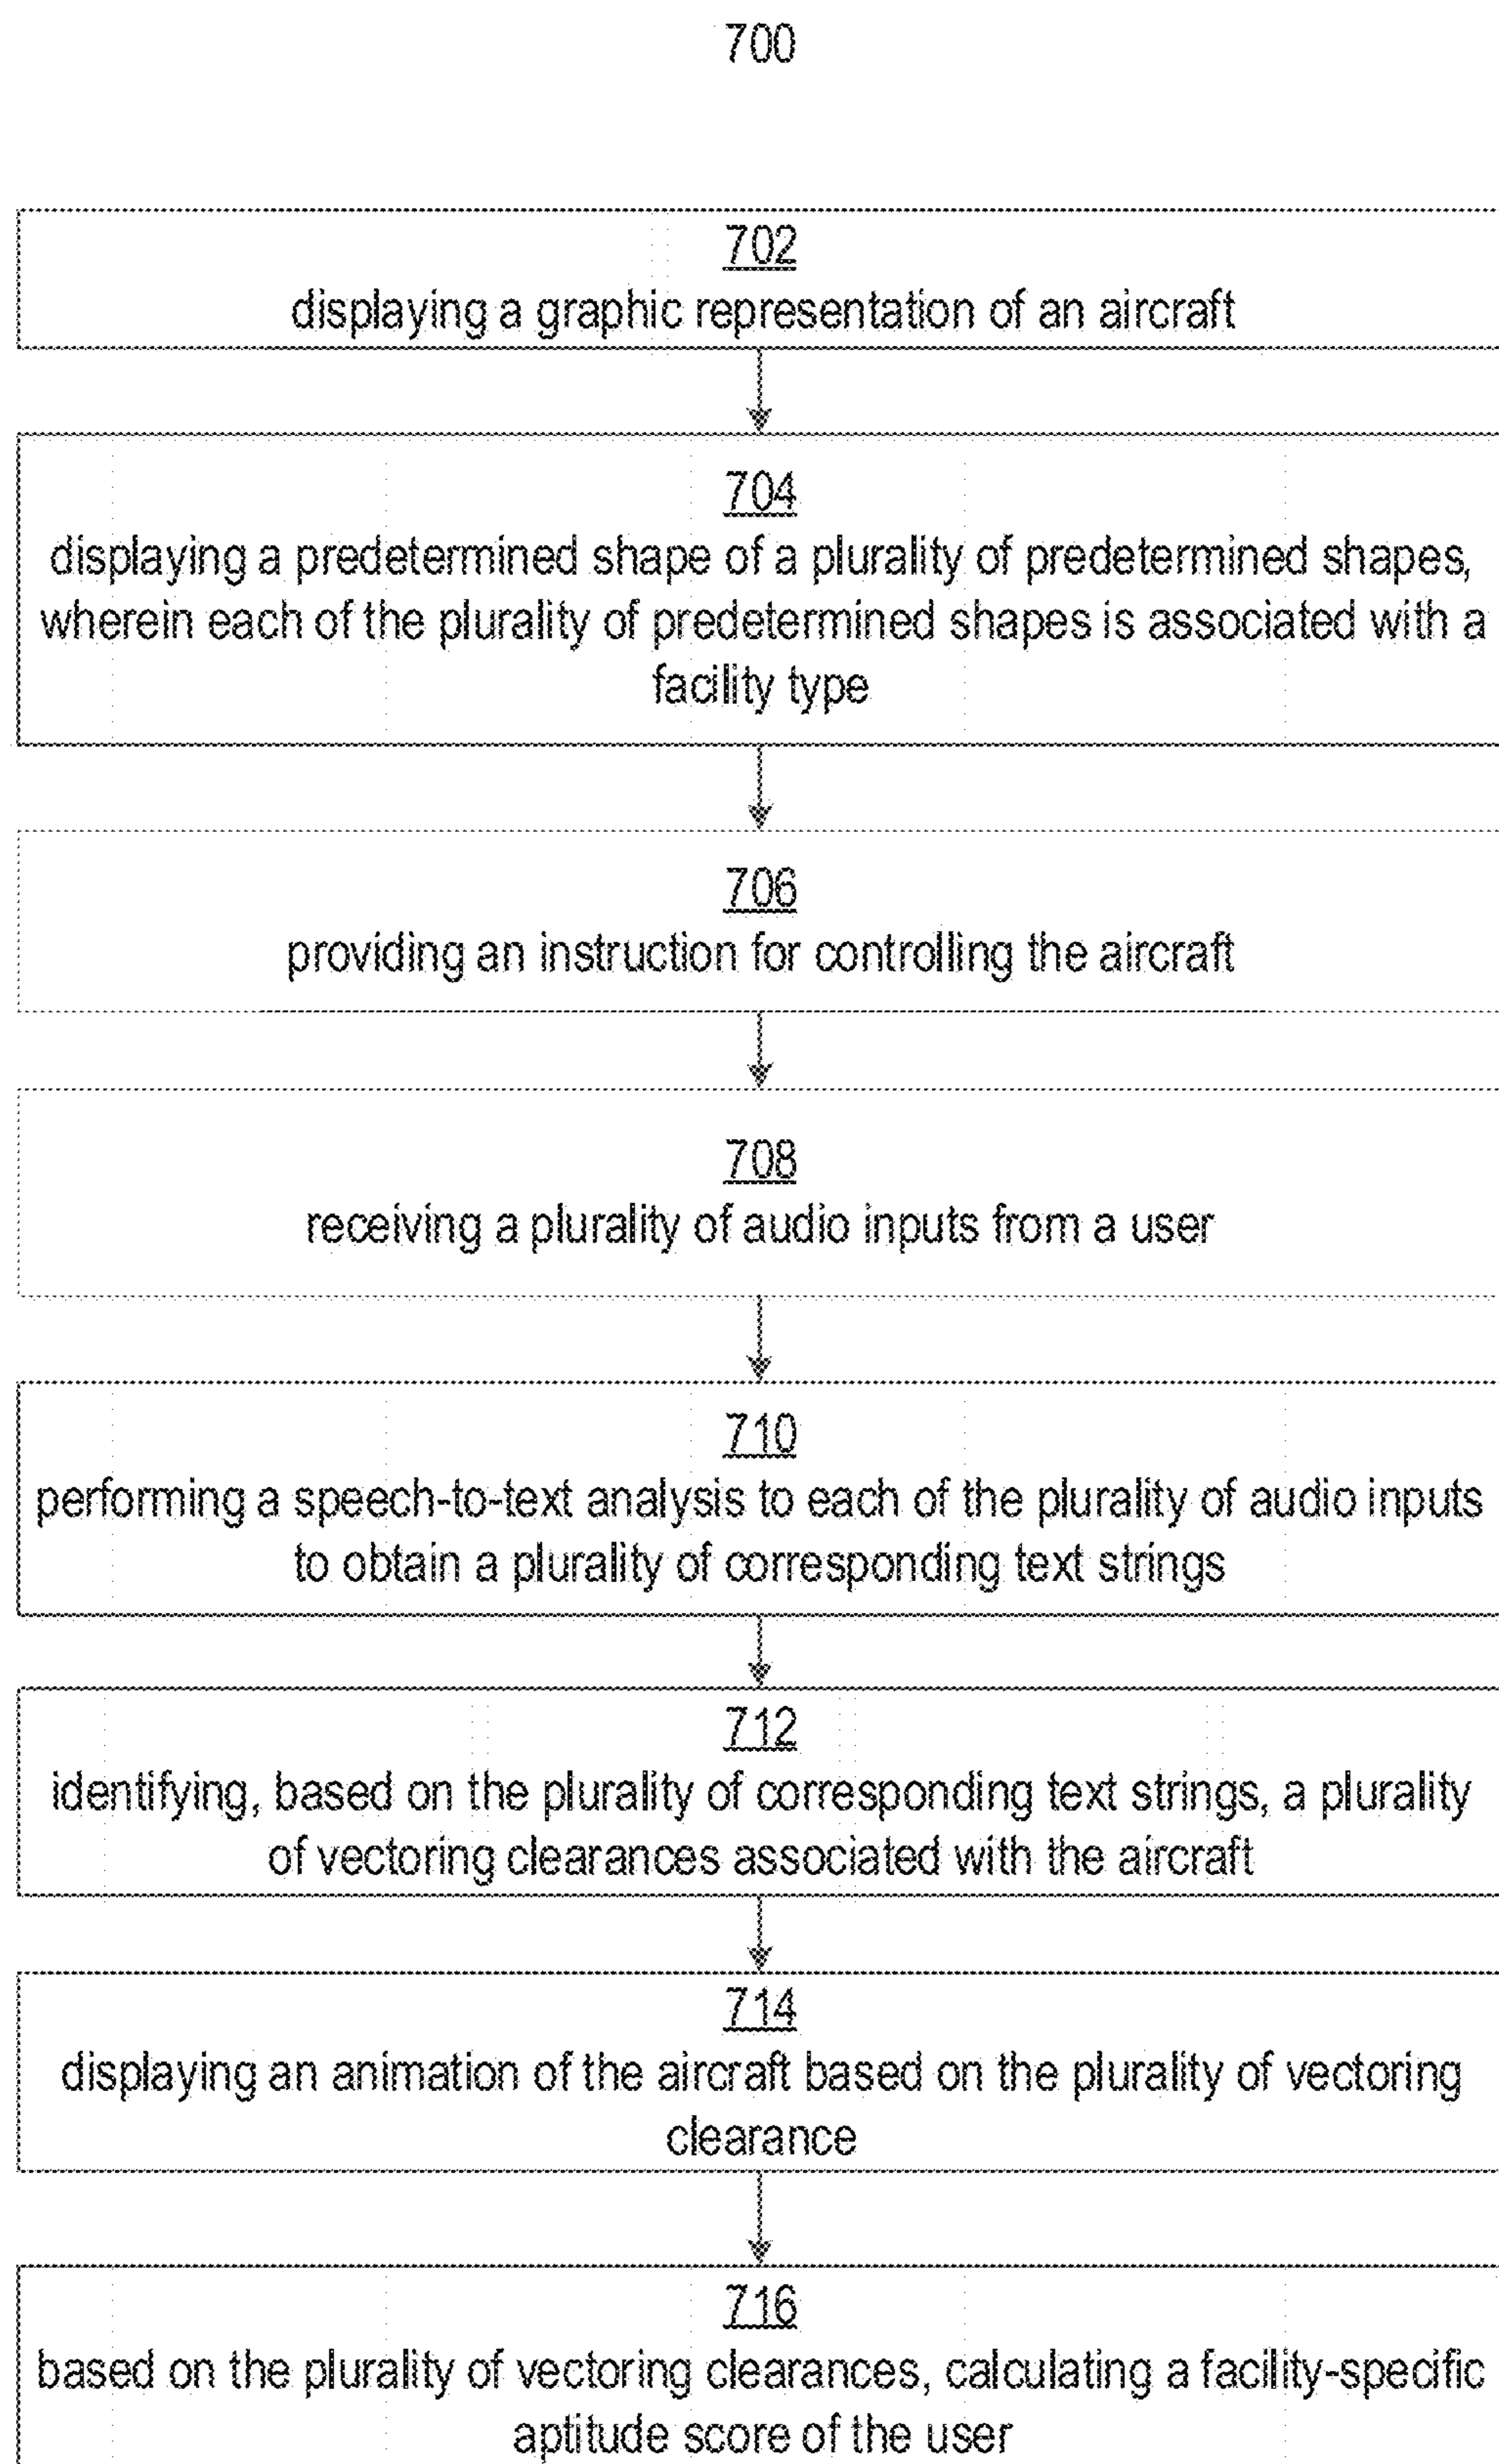 700
702
displaying a graphic representation of an aircraft
704
displaying a predetermined shape of a plurality of predetermined shapes,
wherein each of the plurality of predetermined shapes is associated with a
facility type
706
providing an instruction for controlling the aircraft
708
receiving a plurality of audio inputs from a user
710
performing a speech-to-text analysis to each of the plurality of audio inputs
to obtain a plurality of corresponding text strings
712
identifying, based on the plurality of corresponding text strings, a plurality
of vectoring clearances associated with the aircraft
714
displaying an animation of the aircraft based on the plurality of vectoring
clearance
716
based on the plurality of vectoring clearances, calculating a facility-specific
aptitude score of the user